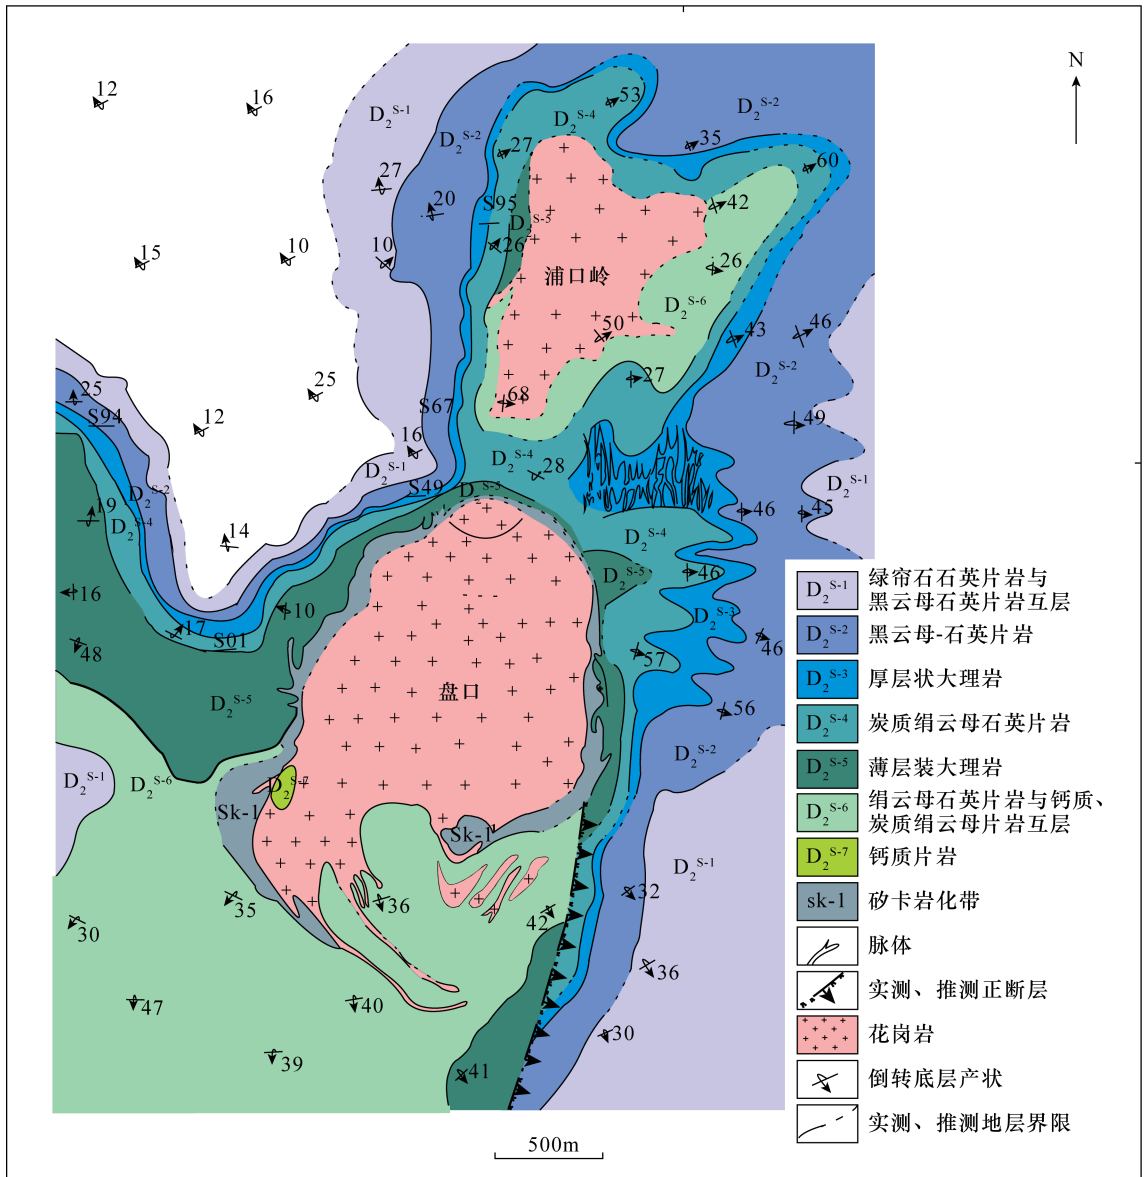 N
12
16
D₂S-1
D₂S-2
D₂S-4
53
D₂S-2
35
27
60
27
20
S95
D₂S-5
26
42
15
10
10
26
浦口岭
D₂S-6
50
43
46
D₂S-2
25
25
27
68
S94
12
S67
49
16
D₂S-1
D₂S-4
28
S49
D₂S-5
D₂S-1
D₂S-2
19
D₂S-4
46
45
14
D₂S-4
16
10
D₂S-5
46
17
S01
D₂S-3
48
57
46
盘口
D₂S-5
56
D₂S-2
D₂S-1
D₂S-6
D₂S-7
Sk-1
Sk-1
D₂S-1
35
36
32
30
42
36
47
40
30
39
41
500m
D₂S-1 绿帘石石英片岩与
黑云母石英片岩互层
D₂S-2 黑云母-石英片岩
D₂S-3 厚层状大理岩
D₂S-4 炭质绢云母石英片岩
D₂S-5 薄层装大理岩
D₂S-6 绢云母石英片岩与钙质、
炭质绢云母片岩互层
D₂S-7 钙质片岩
sk-1 矽卡岩化带
脉体
实测、推测正断层
花岗岩
倒转底层产状
实测、推测地层界限